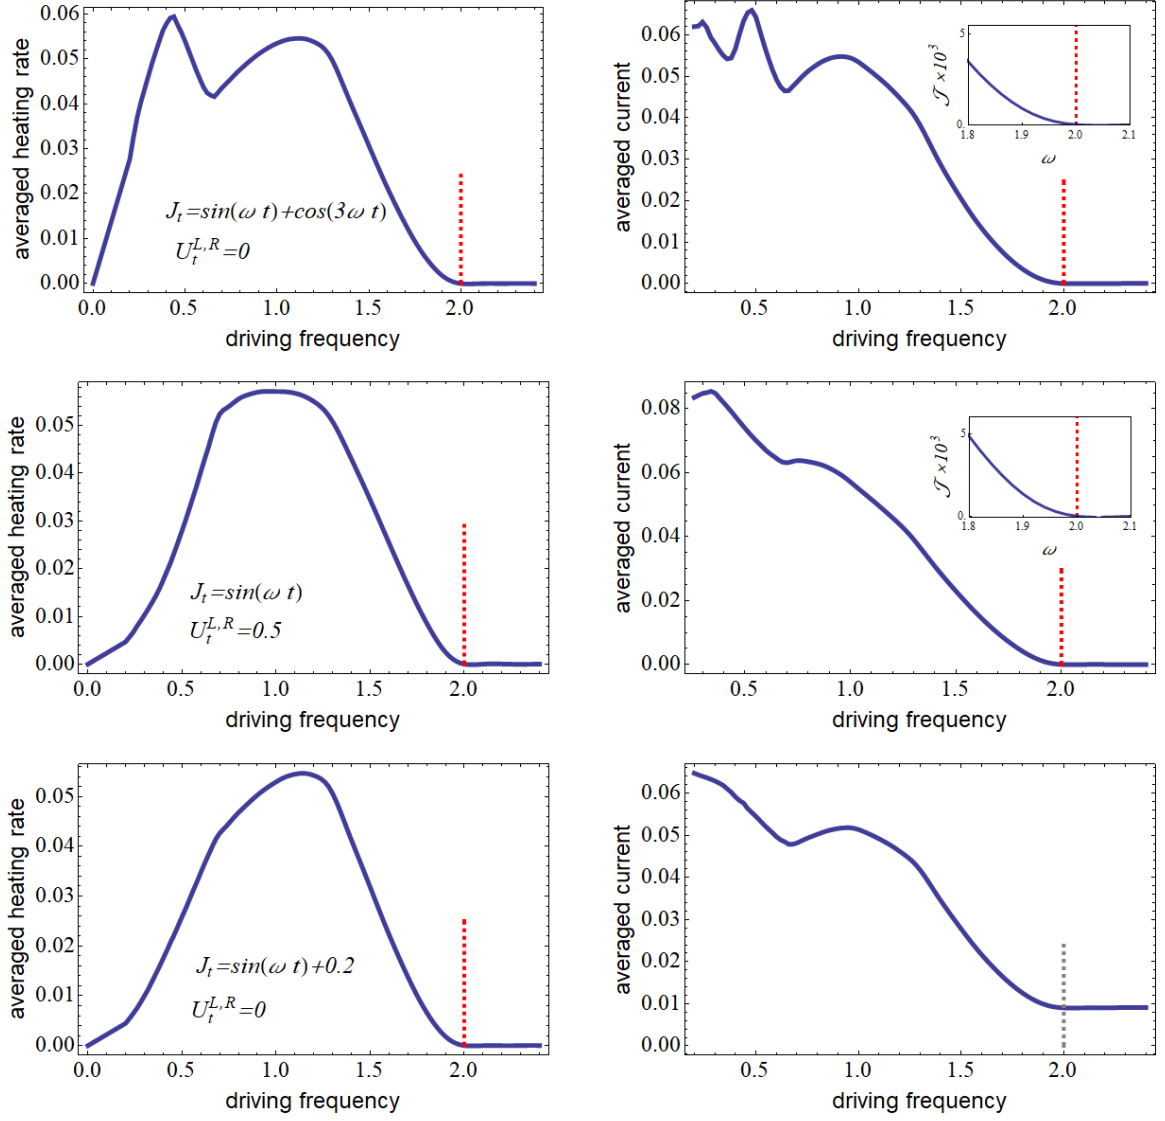 averaged heating rate
0.06
0.05
0.04
0.03
0.02
0.01
0.00
J_t=sin(ω t)+cos(3ω t)
U_t^{L,R}=0
0.0 0.5 1.0 1.5 2.0
driving frequency
averaged current
0.06
0.05
0.04
0.03
0.02
0.01
0.00
𝒥×10³
5
0.
1.8 1.9 2.0 2.1
ω
0.5 1.0 1.5 2.0
driving frequency
averaged heating rate
0.05
0.04
0.03
0.02
0.01
0.00
J_t=sin(ω t)
U_t^{L,R}=0.5
0.0 0.5 1.0 1.5 2.0
driving frequency
averaged current
0.08
0.06
0.04
0.02
0.00
𝒥×10³
5
0.
1.8 1.9 2.0 2.1
ω
0.5 1.0 1.5 2.0
driving frequency
averaged heating rate
0.05
0.04
0.03
0.02
0.01
0.00
J_t=sin(ω t)+0.2
U_t^{L,R}=0
0.0 0.5 1.0 1.5 2.0
driving frequency
averaged current
0.06
0.05
0.04
0.03
0.02
0.01
0.00
0.5 1.0 1.5 2.0
driving frequency